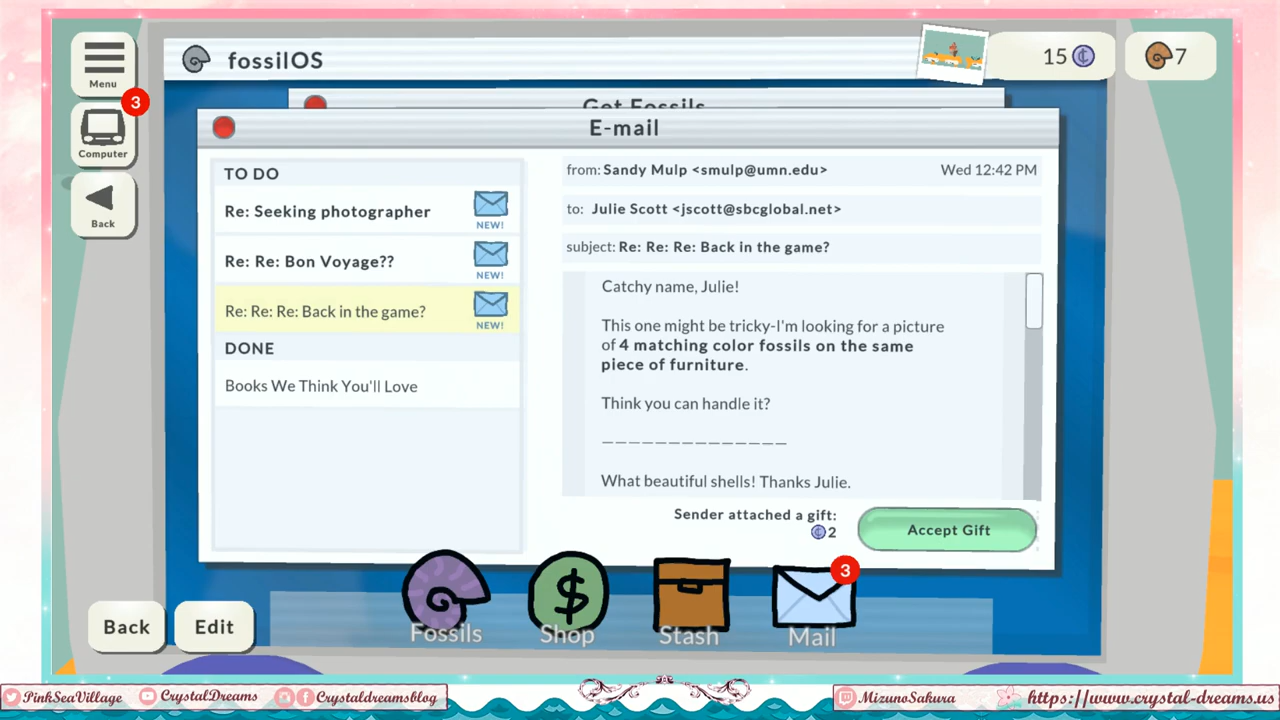 Menu
3
Computer
Back
fossilOS
15
7
Get Fossils
E-mail
TO DO
Re: Seeking photographer
NEW!
Re: Re: Bon Voyage??
NEW!
Re: Re: Re: Back in the game?
NEW!
DONE
Books We Think You'll Love
from: Sandy Mulp <smulp@umn.edu>
Wed 12:42 PM
to: Julie Scott <jscott@sbcglobal.net>
subject: Re: Re: Re: Back in the game?
Catchy name, Julie!
This one might be tricky-I'm looking for a picture
of 4 matching color fossils on the same
piece of furniture.
Think you can handle it?
_ _ _ _ _ _ _ _ _ _ _ _ _ _
What beautiful shells! Thanks Julie.
Sender attached a gift:
2
Accept Gift
Back
Edit
Fossils
$
Shop
Stash
3
Mail
PinkSeaVillage
CrystalDreams
Crystaldreamsblog
MizunoSakura
https://www.crystal-dreams.us